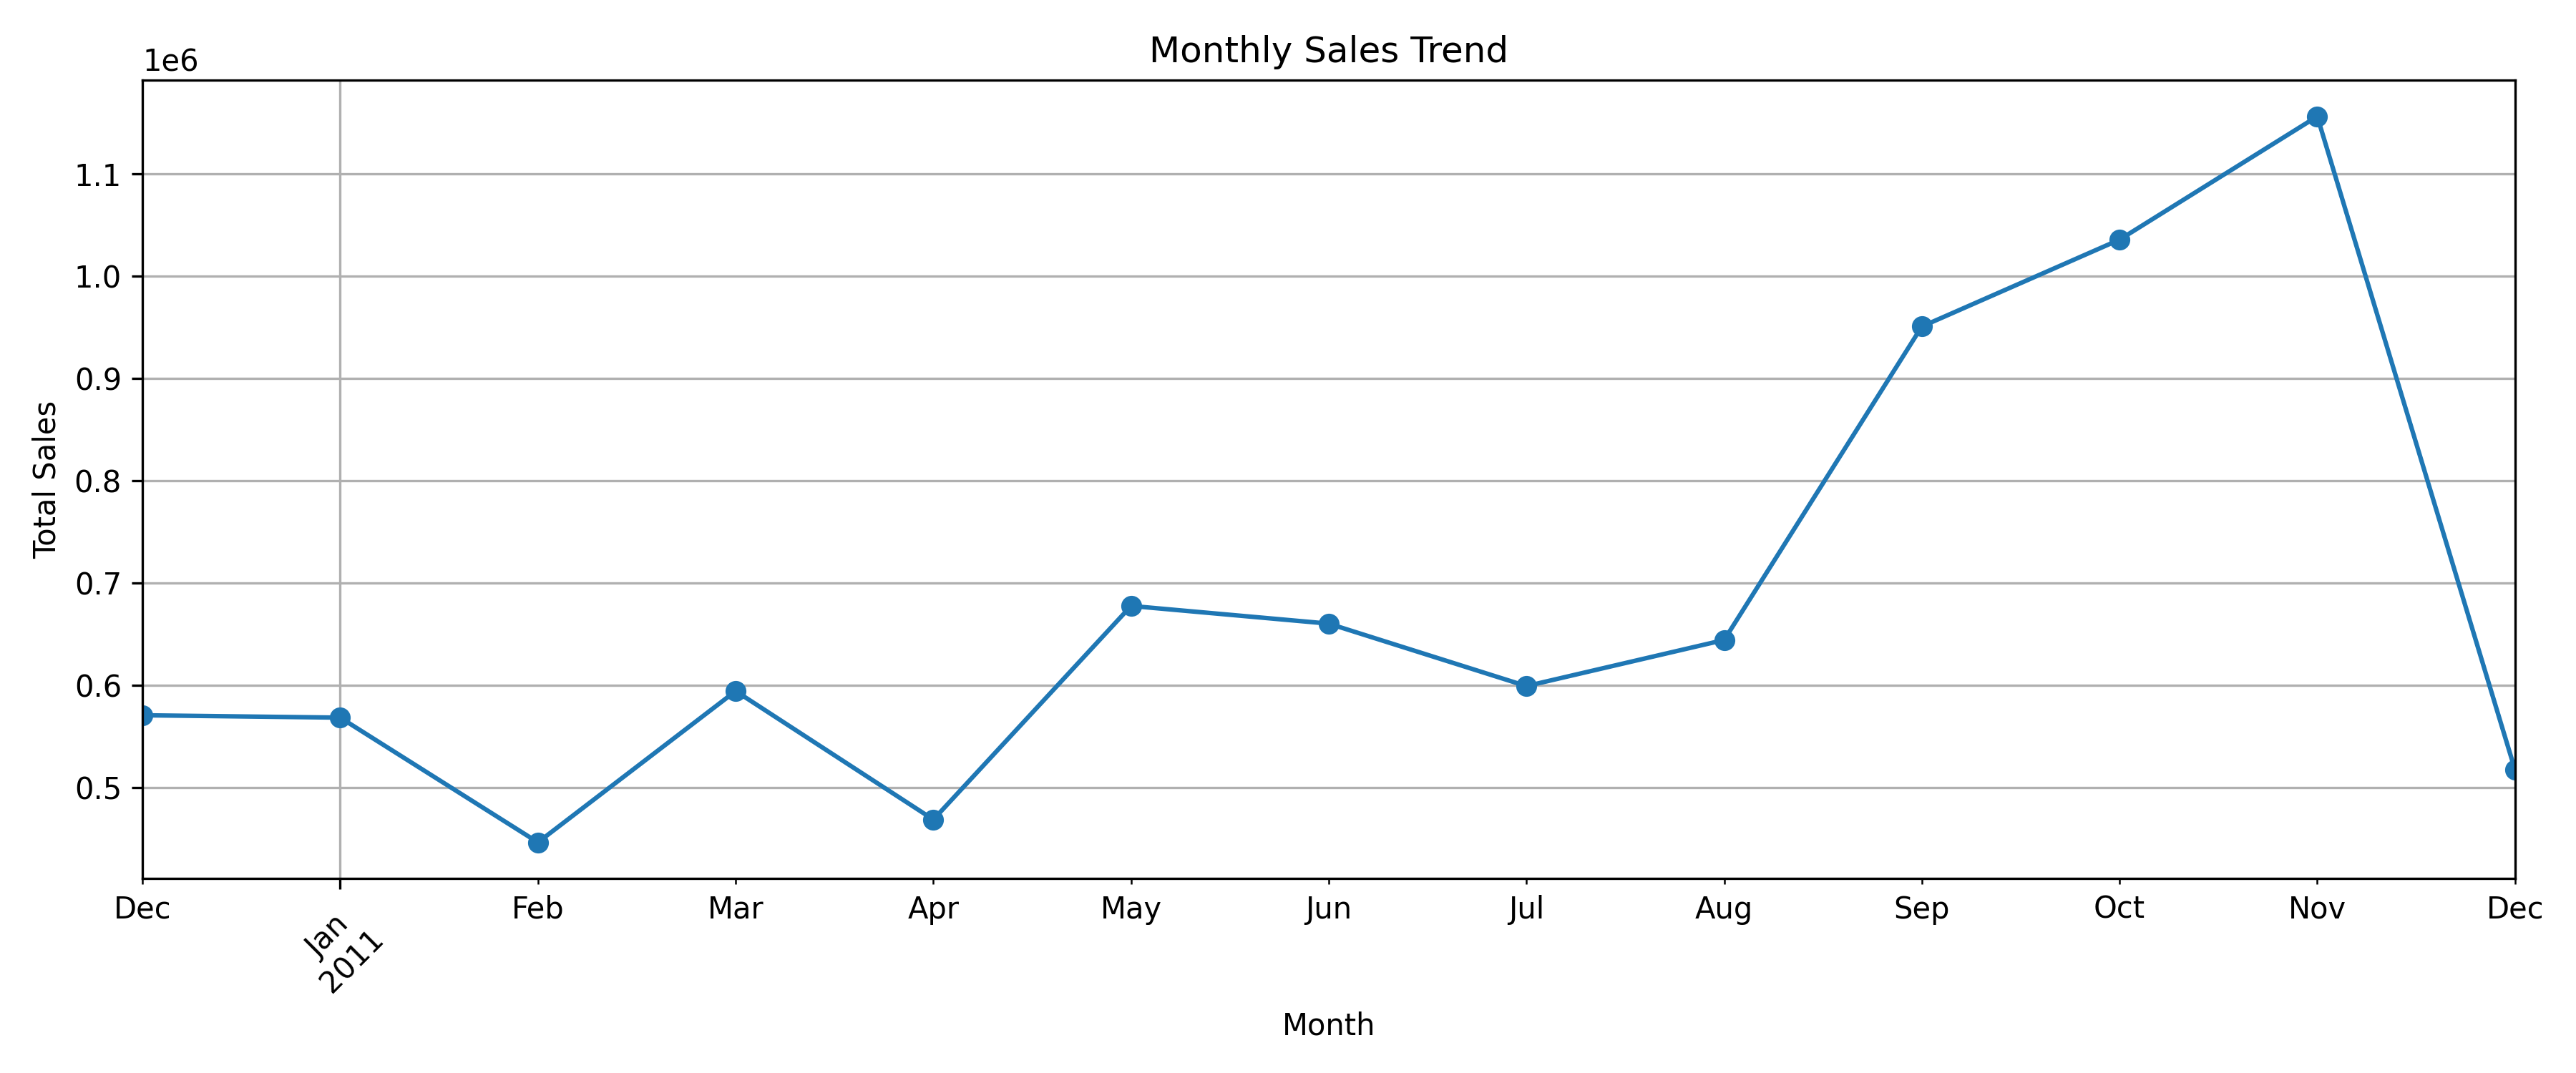 Monthly Sales Trend
1e6
1.1
1.0
0.9
0.8
0.7
0.6
0.5
Total Sales
Dec
Jan
2011
Feb
Mar
Apr
May
Jun
Jul
Aug
Sep
Oct
Nov
Dec
Month